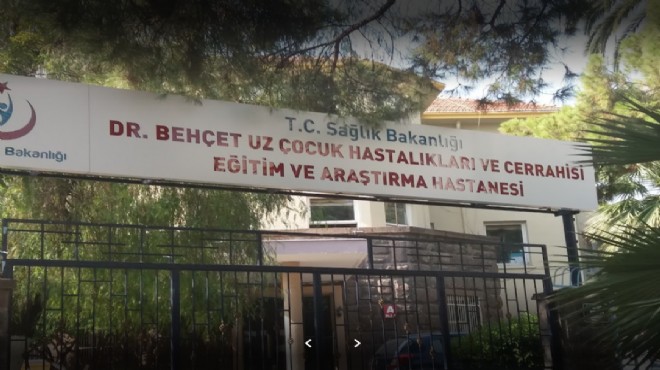 T.C. Sağlık Bakanlığı
DR. BEHÇET UZ ÇOCUK HASTALIKLARI VE CERRAHİSİ
EĞİTİM VE ARAŞTIRMA HASTANESİ
Bakanlığı